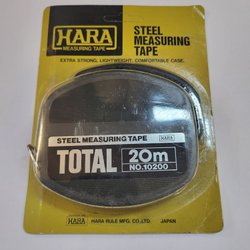 HARA
MEASURING TAPE
STEEL
MEASURING
TAPE
EXTRA STRONG, LIGHTWEIGHT, COMFORTABLE CASE.
STEEL MEASURING TAPE HARA
TOTAL 20m
NO.10200
HARA HARA RULE MFG. CO.,LTD. JAPAN